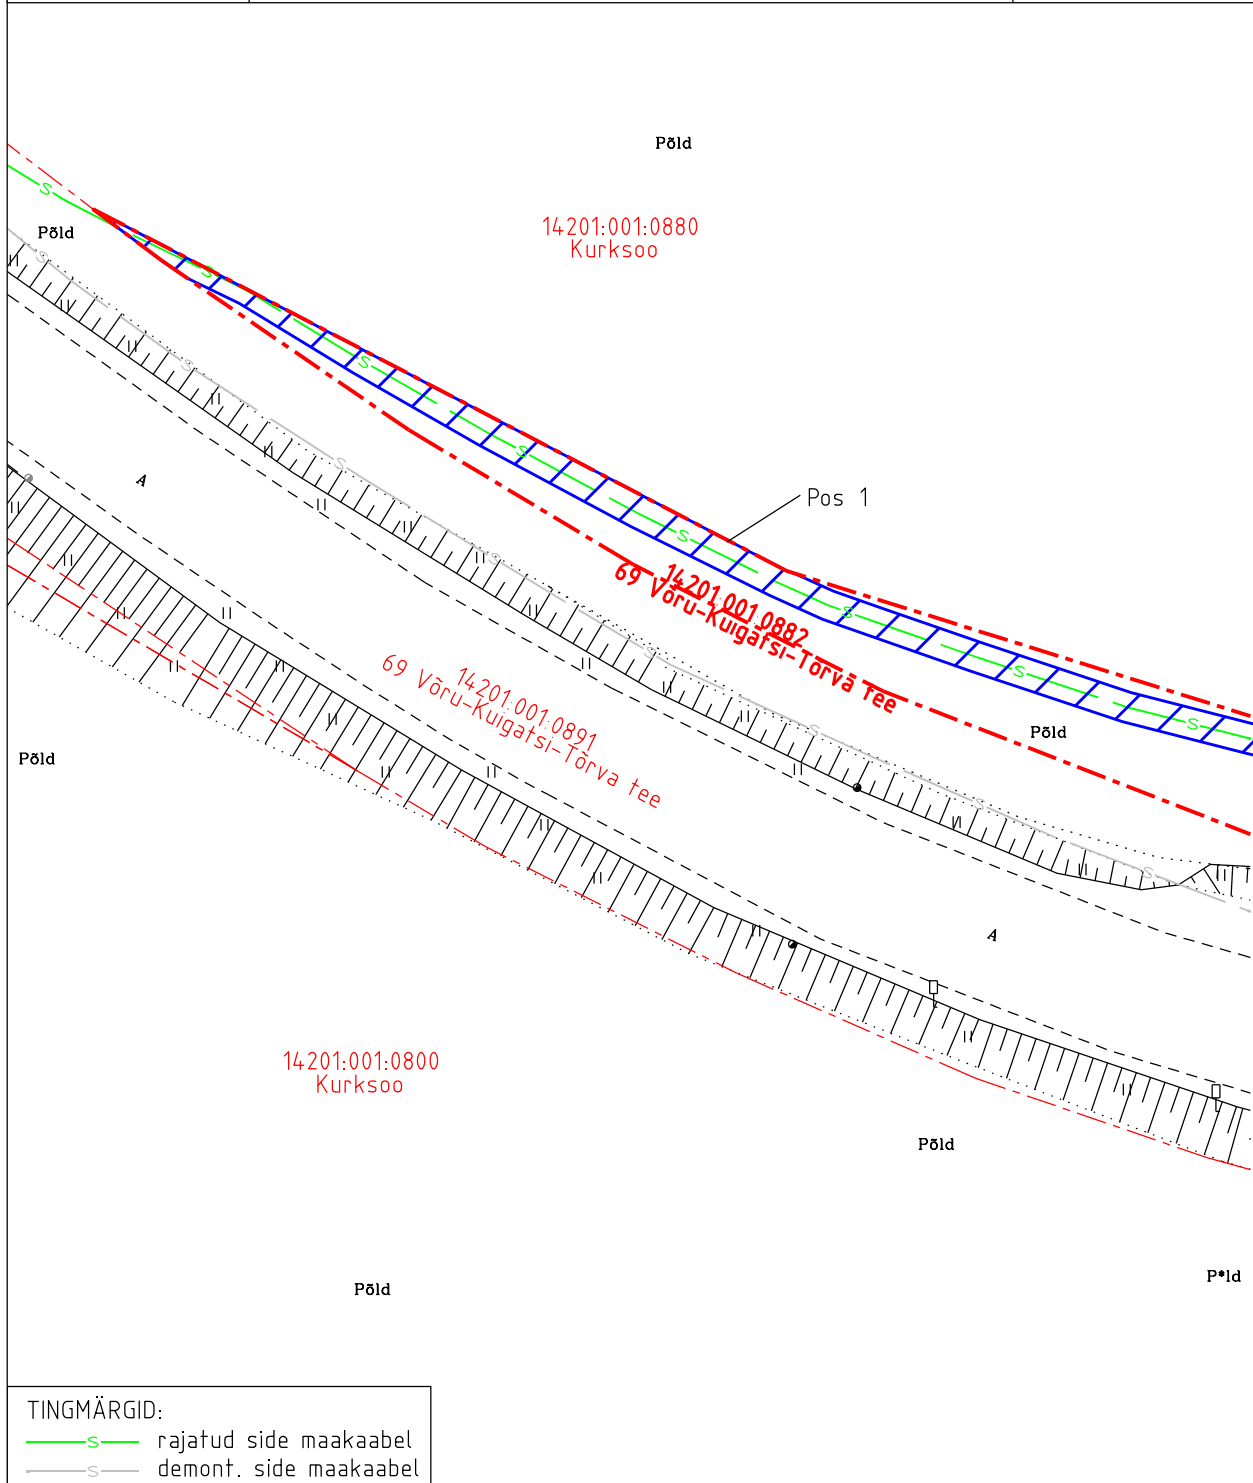 Põld
14201:001:0880
Kurksoo
S
Põld
S
S
S
S
S
A
S
S
Pos 1
S
S
14201:001:0882
69 Võru-Kuigatsi-Tõrva tee
S
S
S
S
14201:001:0891
69 Võru-Kuigatsi-Tõrva tee
Põld
S
S
Põld
S
S
A
14201:001:0800
Kurksoo
Põld
Põld
P*ld
TINGMÄRGID:
S rajatud side maakaabel
S demont. side maakaabel